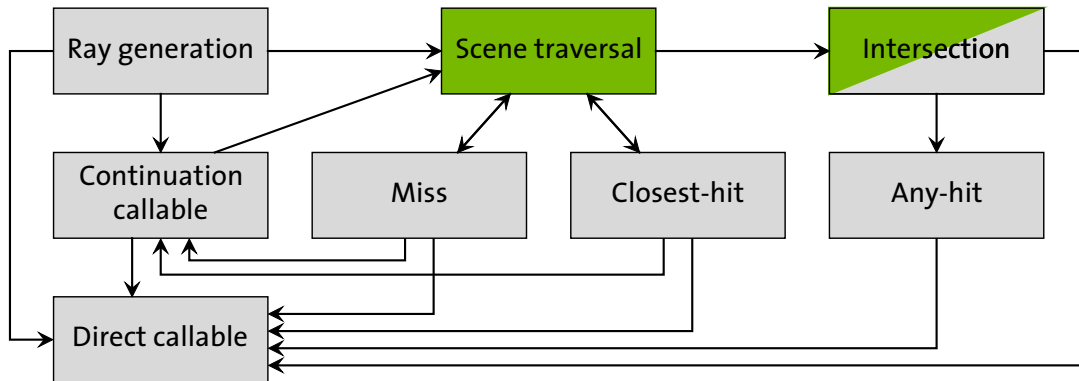 Ray generation
Scene traversal
Intersection
Continuation
callable
Miss
Closest-hit
Any-hit
Direct callable